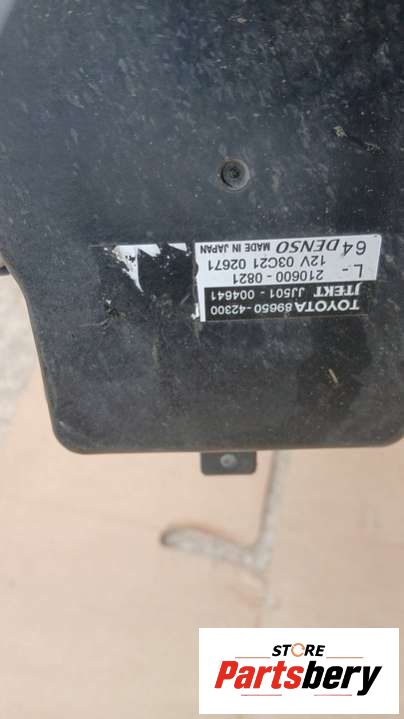 TOYOTA 89650-42300
JTEKT JJ501-004641
L- 210600-0821
12V 03C21 02671
64 DENSO MADE IN JAPAN
STORE
Partsbery